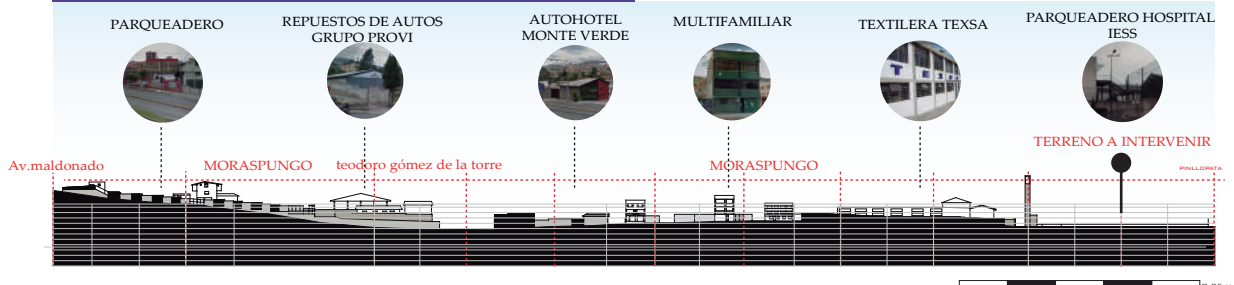 PARQUEADERO
REPUESTOS DE AUTOS
GRUPO PROVI
AUTOHOTEL
MONTE VERDE
MULTIFAMILIAR
TEXTILERA TEXSA
PARQUEADERO HOSPITAL
IESS
TERRENO A INTERVENIR
Av.maldonado
MORASPUNGO
teodoro gómez de la torre
MORASPUNGO
PINLLOPATA